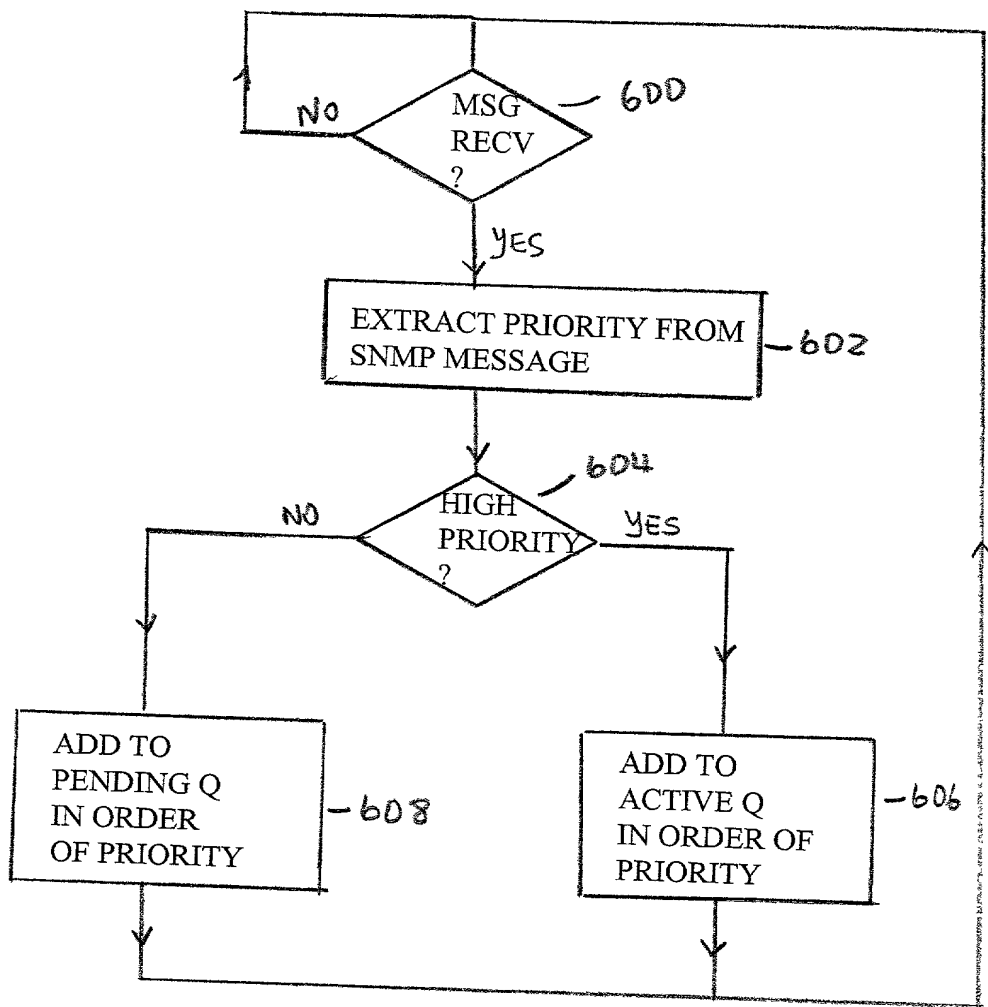 MSG
RECV
?
600
NO
YES
EXTRACT PRIORITY FROM
SNMP MESSAGE
602
604
HIGH
PRIORITY
?
NO
YES
ADD TO
PENDING Q
IN ORDER
OF PRIORITY
608
ADD TO
ACTIVE Q
IN ORDER OF
PRIORITY
606